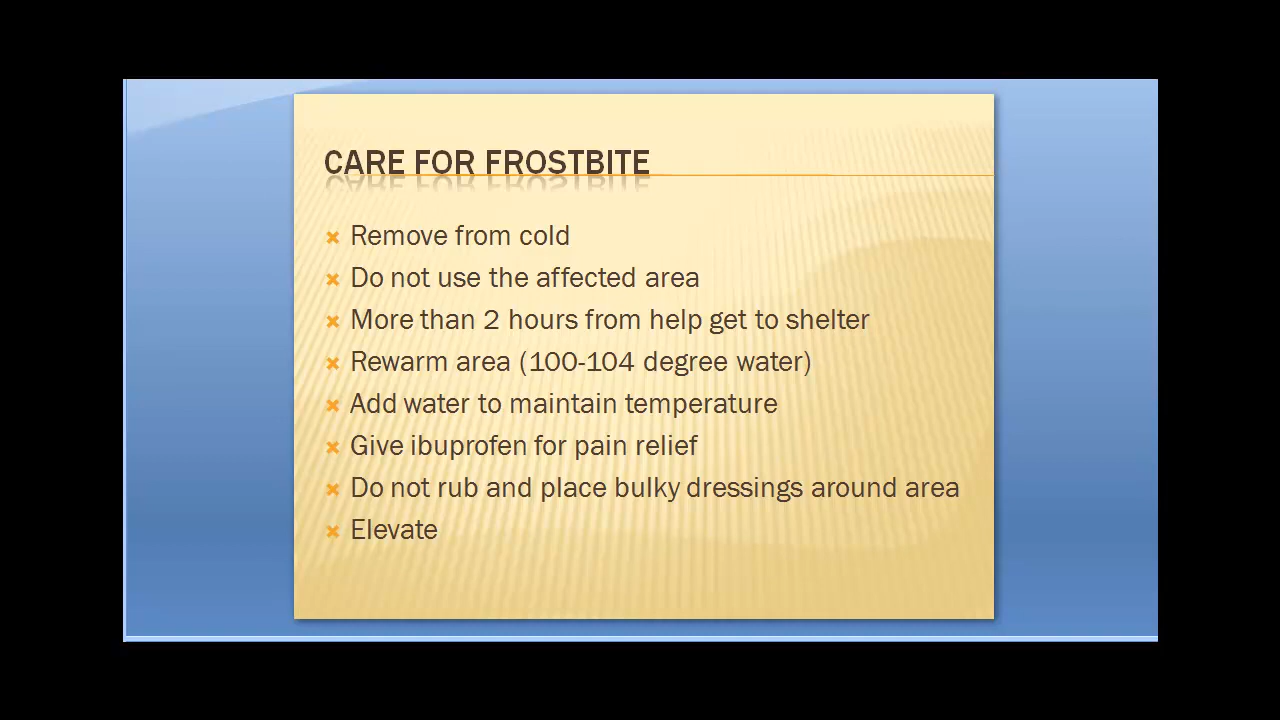 CARE FOR FROSTBITE
Remove from cold
Do not use the affected area
More than 2 hours from help get to shelter
Rewarm area (100-104 degree water)
Add water to maintain temperature
Give ibuprofen for pain relief
Do not rub and place bulky dressings around area
Elevate